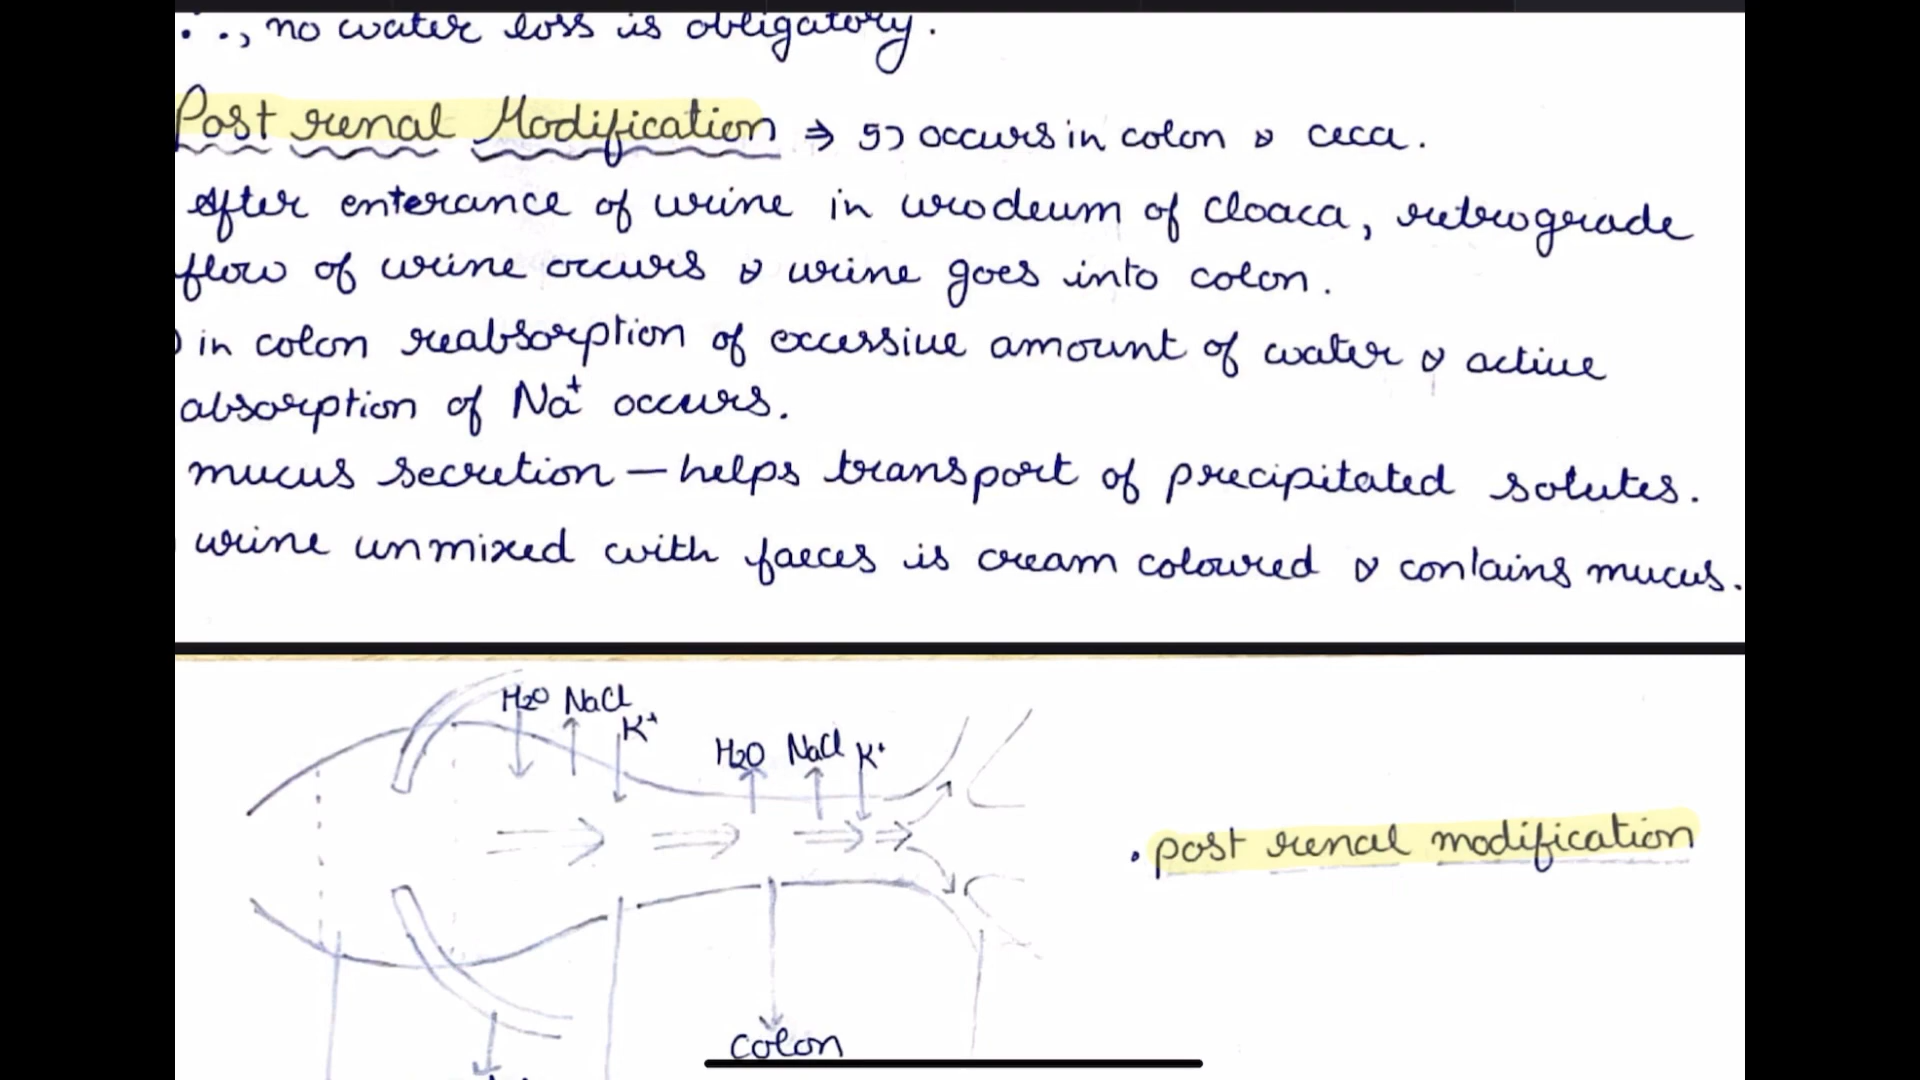 ∴, no water loss is obligatory.
Post renal Modification ⇒ occurs in colon & ceca.
After enterance of urine in urodeum of cloaca, retrograde
flow of urine occurs & urine goes into colon.
in colon reabsorption of excessive amount of water & active
absorption of Na⁺ occurs.
mucus secretion — helps transport of precipitated solutes.
urine unmixed with faeces is cream coloured & contains mucus.
H₂O NaCl
K⁺
H₂O NaCl K⁺
. post renal modification
colon